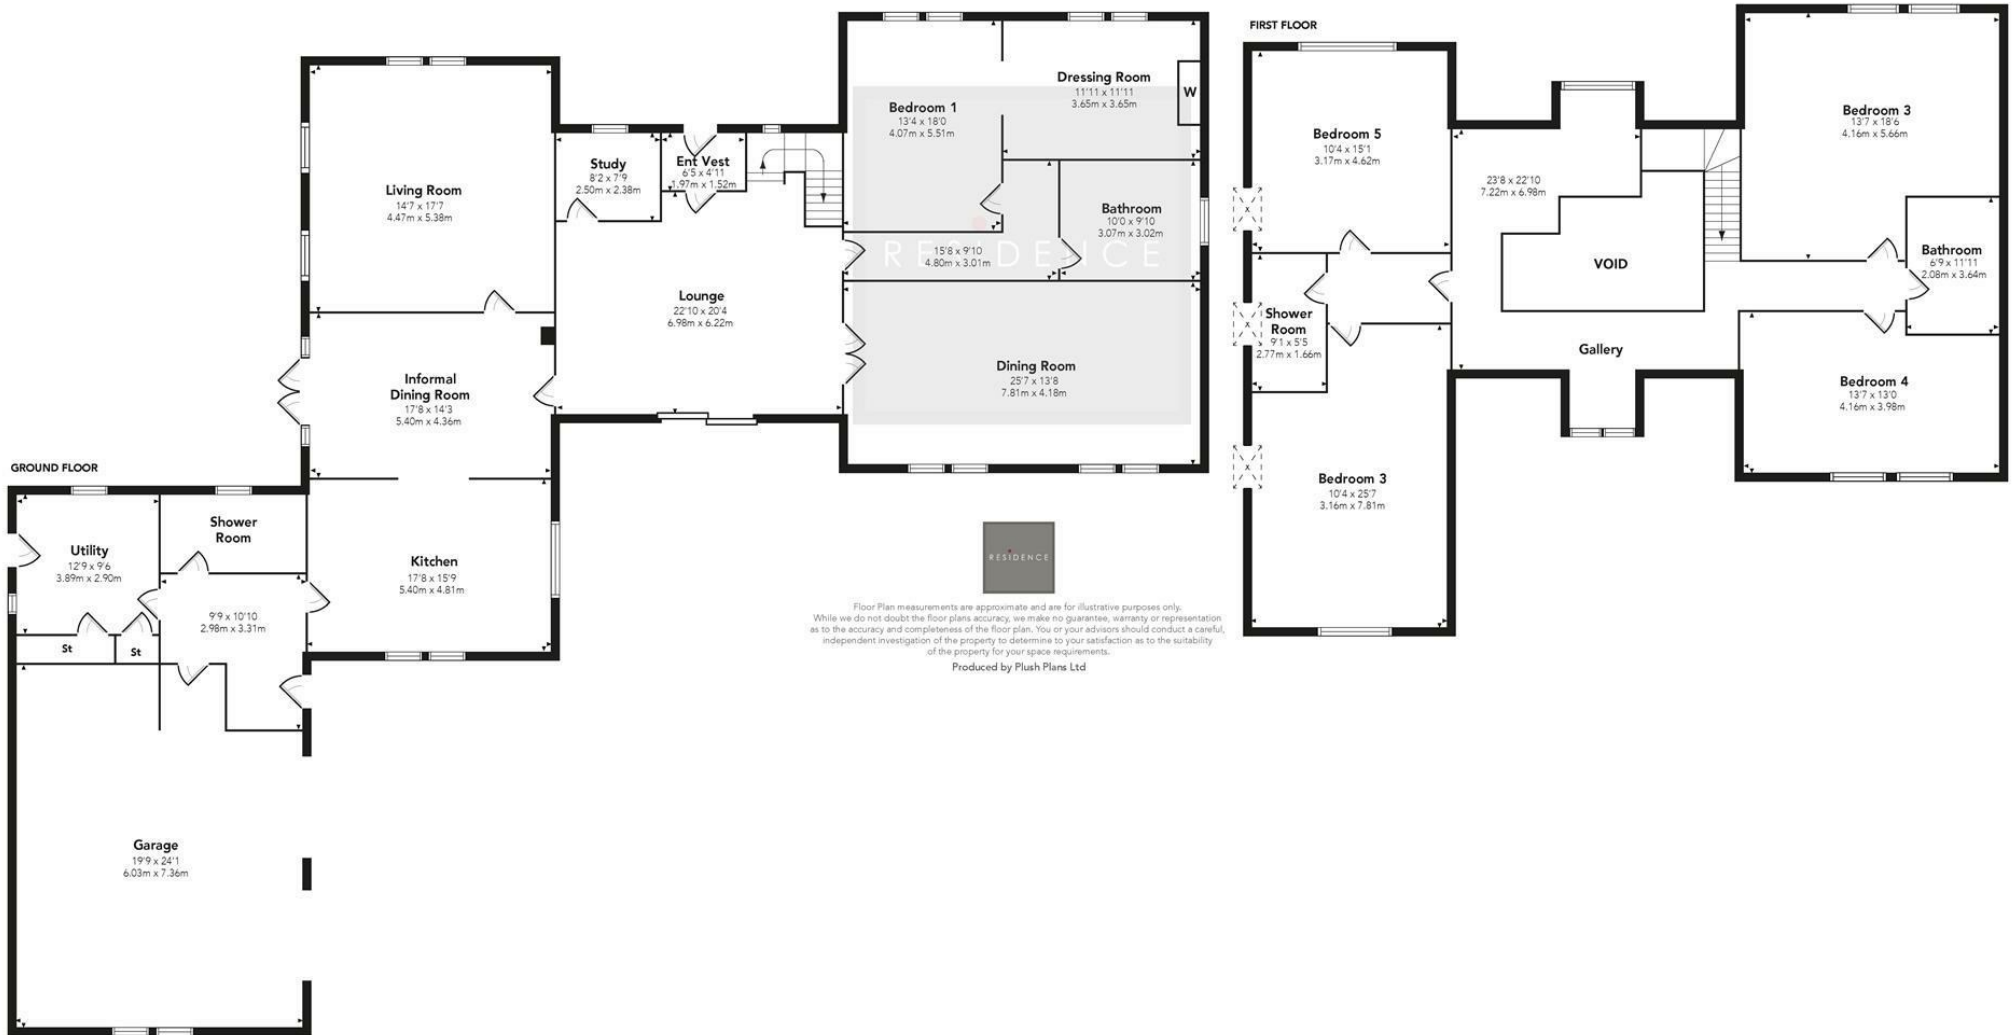 GROUND FLOOR
Living Room
14'7 x 17'7
4.47m x 5.38m
Study
8'2 x 7'9
2.50m x 2.38m
Ent Vest
6'5 x 4'11
1.97m x 1.52m
Bedroom 1
13'4 x 18'0
4.07m x 5.51m
Dressing Room
11'11 x 11'11
3.65m x 3.65m
W
Bathroom
10'0 x 9'10
3.07m x 3.02m
15'8 x 9'10
4.80m x 3.01m
RESIDENCE
Lounge
22'10 x 20'4
6.98m x 6.22m
Dining Room
25'7 x 13'8
7.81m x 4.18m
Informal
Dining Room
17'8 x 14'3
5.40m x 4.36m
Kitchen
17'8 x 15'9
5.40m x 4.81m
Shower
Room
Utility
12'9 x 9'6
3.89m x 2.90m
9'9 x 10'10
2.98m x 3.31m
St
St
Garage
19'9 x 24'1
6.03m x 7.36m
FIRST FLOOR
Bedroom 5
10'4 x 15'1
3.17m x 4.62m
23'8 x 22'10
7.22m x 6.98m
Bedroom 3
13'7 x 18'6
4.16m x 5.66m
Bathroom
6'9 x 11'11
2.08m x 3.64m
VOID
Shower
Room
9'1 x 5'5
2.77m x 1.66m
X
X
X
Gallery
Bedroom 4
13'7 x 13'0
4.16m x 3.98m
Bedroom 3
10'4 x 25'7
3.16m x 7.81m
RESIDENCE
Floor Plan measurements are approximate and are for illustrative purposes only.
While we do not doubt the floor plans accuracy, we make no guarantee, warranty or representation
as to the accuracy and completeness of the floor plan. You or your advisors should conduct a careful,
independent investigation of the property to determine to your satisfaction as to the suitability
of the property for your space requirements.
Produced by Plush Plans Ltd